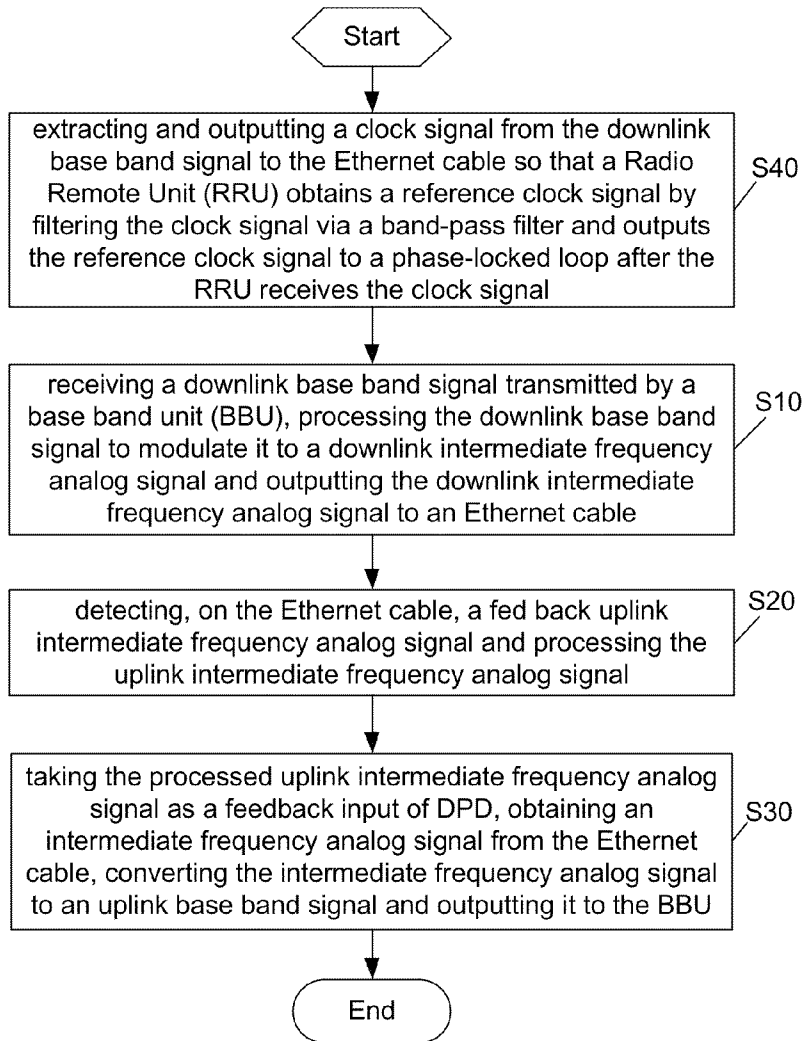 Start
extracting and outputting a clock signal from the downlink
base band signal to the Ethernet cable so that a Radio
Remote Unit (RRU) obtains a reference clock signal by
filtering the clock signal via a band-pass filter and outputs
the reference clock signal to a phase-locked loop after the
RRU receives the clock signal
S40
receiving a downlink base band signal transmitted by a
base band unit (BBU), processing the downlink base band
signal to modulate it to a downlink intermediate frequency
analog signal and outputting the downlink intermediate
frequency analog signal to an Ethernet cable
S10
detecting, on the Ethernet cable, a fed back uplink
intermediate frequency analog signal and processing the
uplink intermediate frequency analog signal
S20
taking the processed uplink intermediate frequency analog
signal as a feedback input of DPD, obtaining an
intermediate frequency analog signal from the Ethernet
cable, converting the intermediate frequency analog signal
to an uplink base band signal and outputting it to the BBU
S30
End